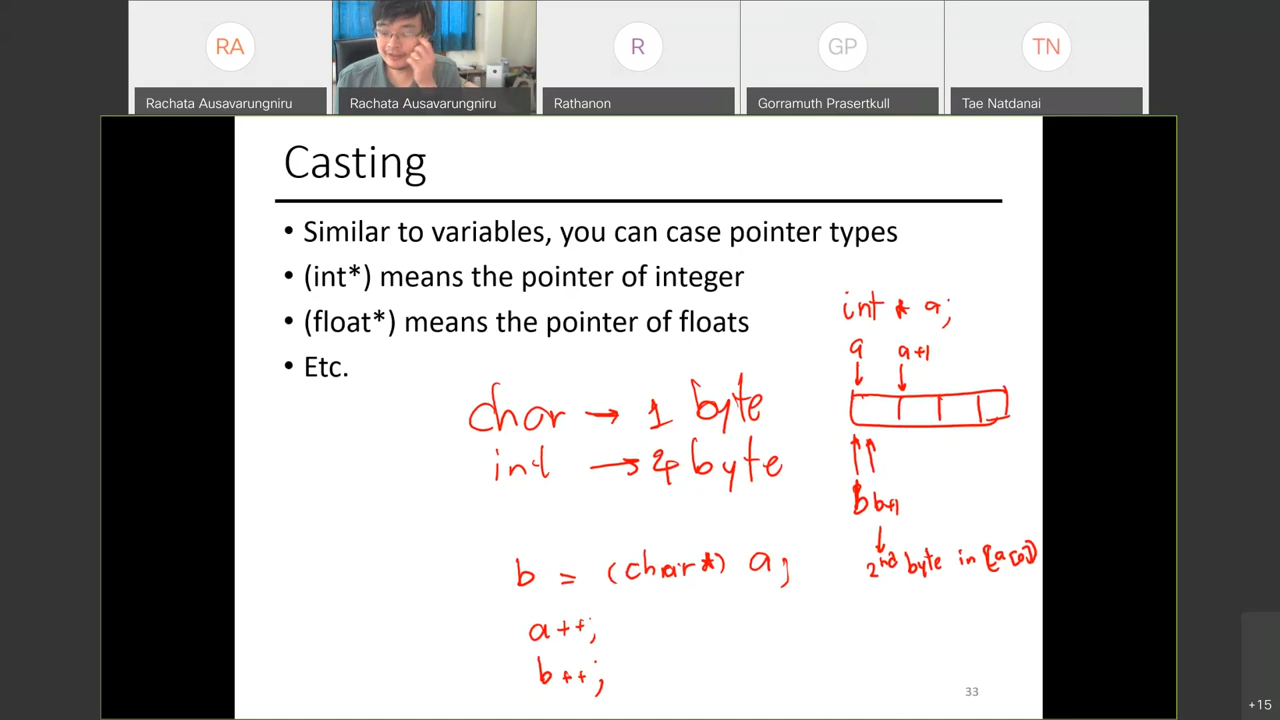 RA
R
GP
TN
Rachata Ausavarungniru
Rachata Ausavarungniru
Rathanon
Gorramuth Prasertkull
Tae Natdanai
Casting
• Similar to variables, you can case pointer types
• (int*) means the pointer of integer
• (float*) means the pointer of floats
• Etc.
int * a;
a a+1
char → 1 byte
int → 4 byte
b b+1
2nd byte in [a[0]]
b = (char*) a;
a++;
b++;
33
+15